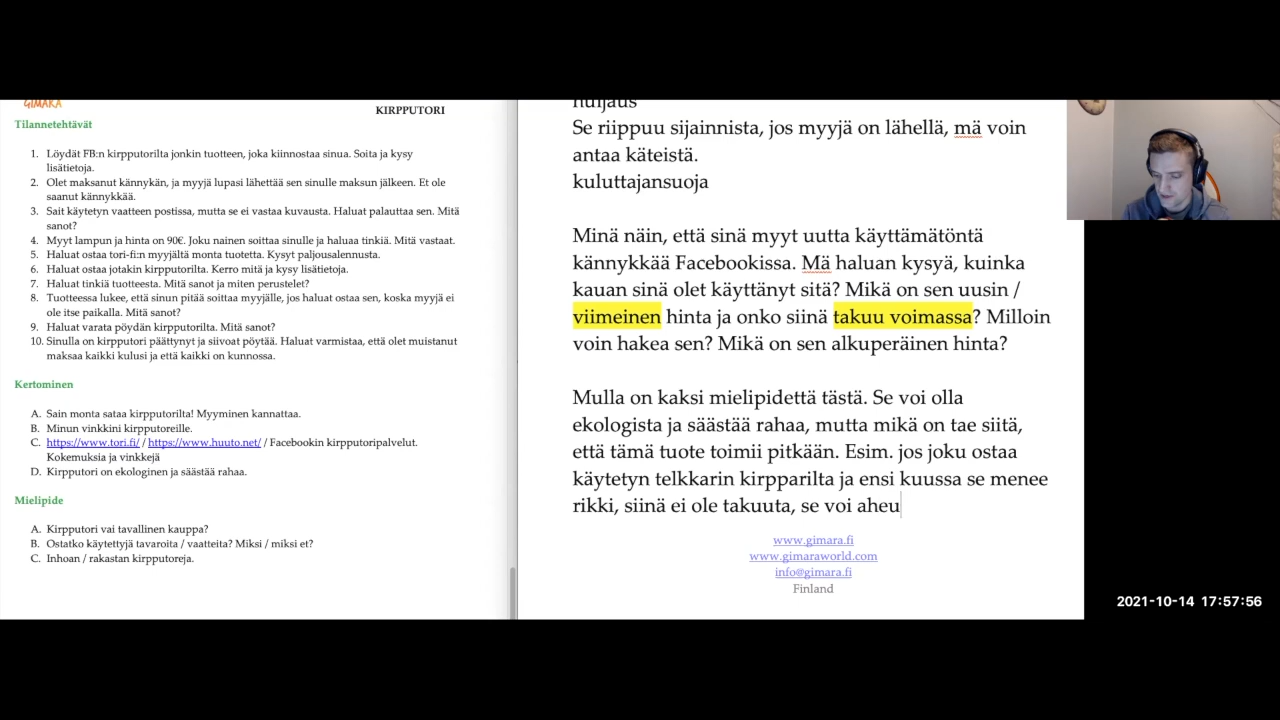 GIMARA
KIRPPUTORI
Tilannetehtävät
1. Löydät FB:n kirpputorilta jonkin tuotteen, joka kiinnostaa sinua. Soita ja kysy
lisätietoja.
2. Olet maksanut kännykän, ja myyjä lupasi lähettää sen sinulle maksun jälkeen. Et ole
saanut kännykkää.
3. Sait käytetyn vaatteen postissa, mutta se ei vastaa kuvausta. Haluat palauttaa sen. Mitä
sanot?
4. Myyt lampun ja hinta on 90€. Joku nainen soittaa sinulle ja haluaa tinkiä. Mitä vastaat.
5. Haluat ostaa tori-fi:n myyjältä monta tuotetta. Kysyt paljousalennusta.
6. Haluat ostaa jotakin kirpputorilta. Kerro mitä ja kysy lisätietoja.
7. Haluat tinkiä tuotteesta. Mitä sanot ja miten perustelet?
8. Tuotteessa lukee, että sinun pitää soittaa myyjälle, jos haluat ostaa sen, koska myyjä ei
ole itse paikalla. Mitä sanot?
9. Haluat varata pöydän kirpputorilta. Mitä sanot?
10. Sinulla on kirpputori päättynyt ja siivoat pöytää. Haluat varmistaa, että olet muistanut
maksaa kaikki kulusi ja että kaikki on kunnossa.
Kertominen
A. Sain monta sataa kirpputorilta! Myyminen kannattaa.
B. Minun vinkkini kirpputoreille.
C. https://www.tori.fi/ / https://www.huuto.net/ / Facebookin kirpputoripalvelut.
Kokemuksia ja vinkkejä
D. Kirpputori on ekologinen ja säästää rahaa.
Mielipide
A. Kirpputori vai tavallinen kauppa?
B. Ostatko käytettyjä tavaroita / vaatteita? Miksi / miksi et?
C. Inhoan / rakastan kirpputoreja.
huijaus
Se riippuu sijainnista, jos myyjä on lähellä, mä voin
antaa käteistä.
kuluttajansuoja
Minä näin, että sinä myyt uutta käyttämätöntä
kännykkää Facebookissa. Mä haluan kysyä, kuinka
kauan sinä olet käyttänyt sitä? Mikä on sen uusin /
viimeinen hinta ja onko siinä takuu voimassa? Milloin
voin hakea sen? Mikä on sen alkuperäinen hinta?
Mulla on kaksi mielipidettä tästä. Se voi olla
ekologista ja säästää rahaa, mutta mikä on tae siitä,
että tämä tuote toimii pitkään. Esim. jos joku ostaa
käytetyn telkkarin kirpparilta ja ensi kuussa se menee
rikki, siinä ei ole takuuta, se voi aheu
www.gimara.fi
www.gimaraworld.com
info@gimara.fi
Finland
2021-10-14 17:57:56